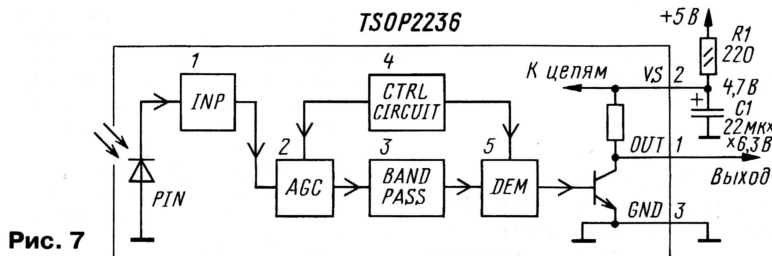 TSOP2236
+5 В
R1
220
1
INP
4
CTRL
CIRCUIT
К цепям
VS 2
4,7 В
+
C1
22 мк×
×6,3 В
2
AGC
3
BAND
PASS
5
DEM
OUT 1
Выход
PIN
GND 3
Рис. 7